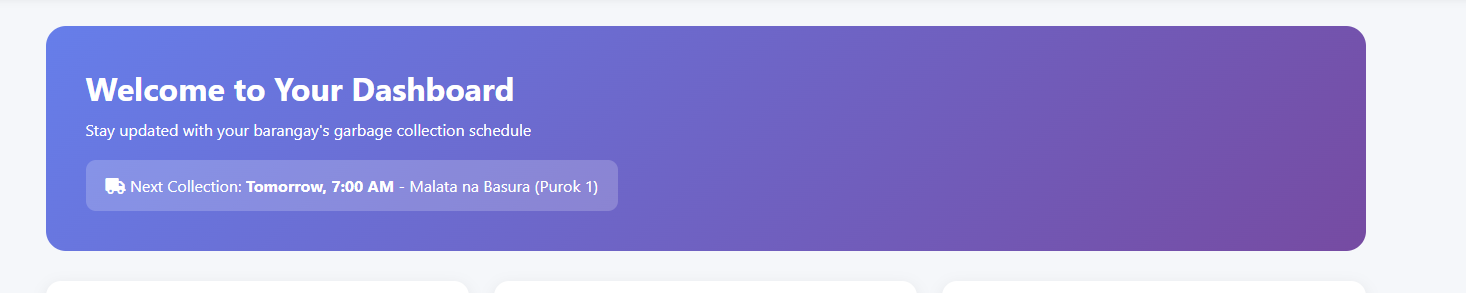 Welcome to Your Dashboard
Stay updated with your barangay's garbage collection schedule
Next Collection: Tomorrow, 7:00 AM - Malata na Basura (Purok 1)